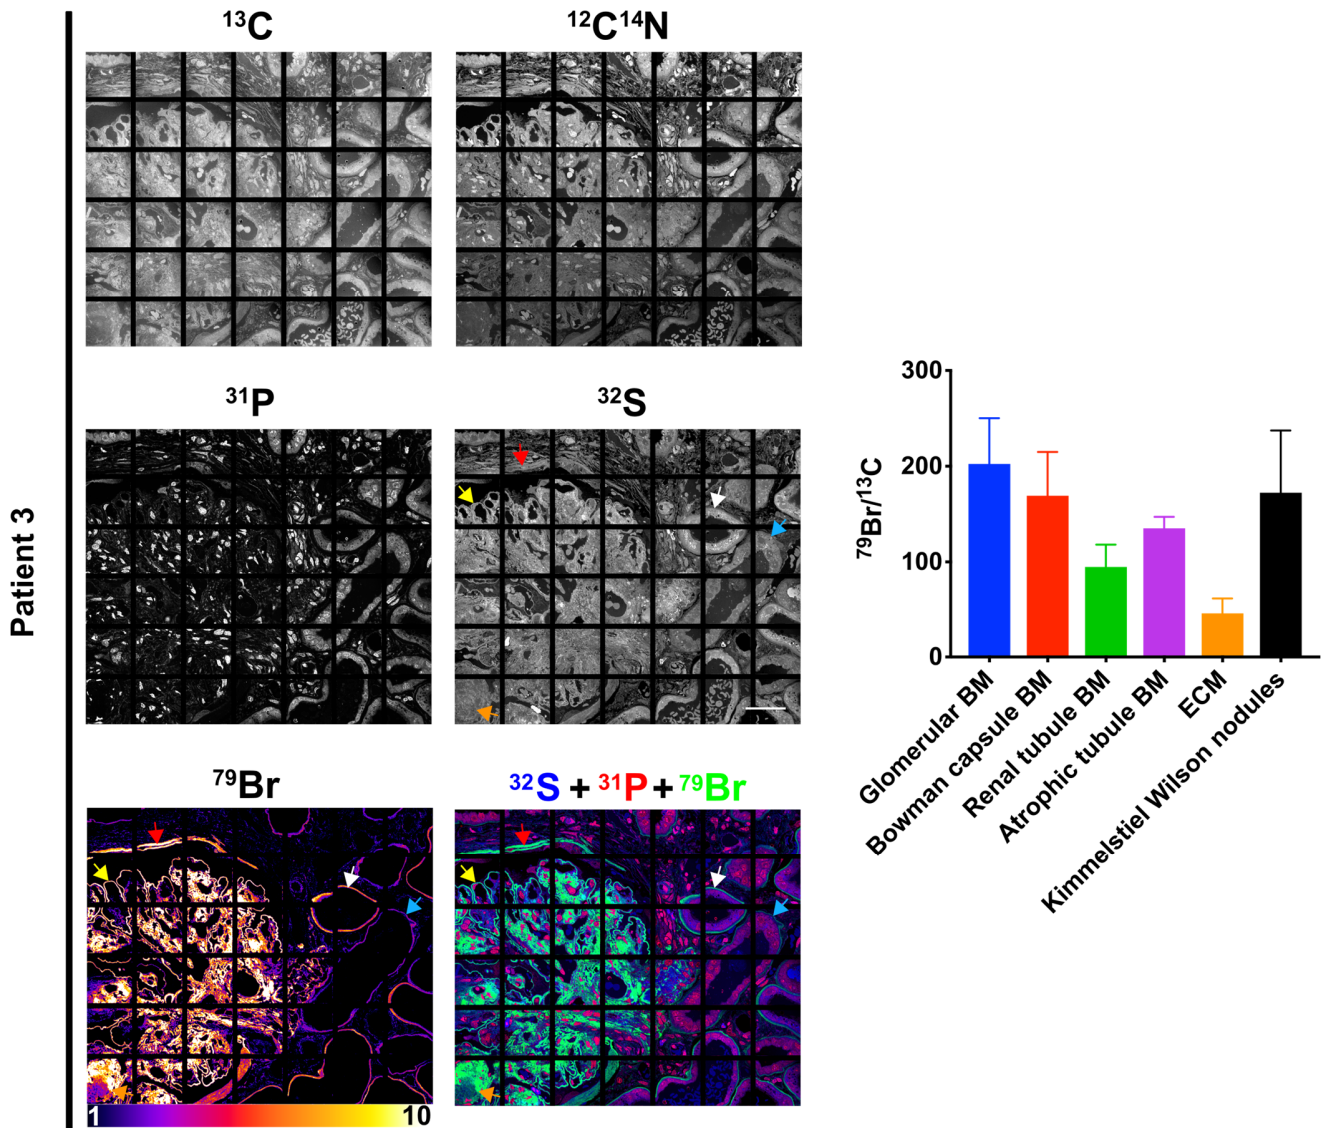 Patient 3
¹³C
¹²C¹⁴N
³¹P
³²S
⁷⁹Br
³²S + ³¹P + ⁷⁹Br
1
10
⁷⁹Br/¹³C
300
200
100
0
Glomerular BM
Bowman capsule BM
Renal tubule BM
Atrophic tubule BM
ECM
Kimmelstiel Wilson nodules